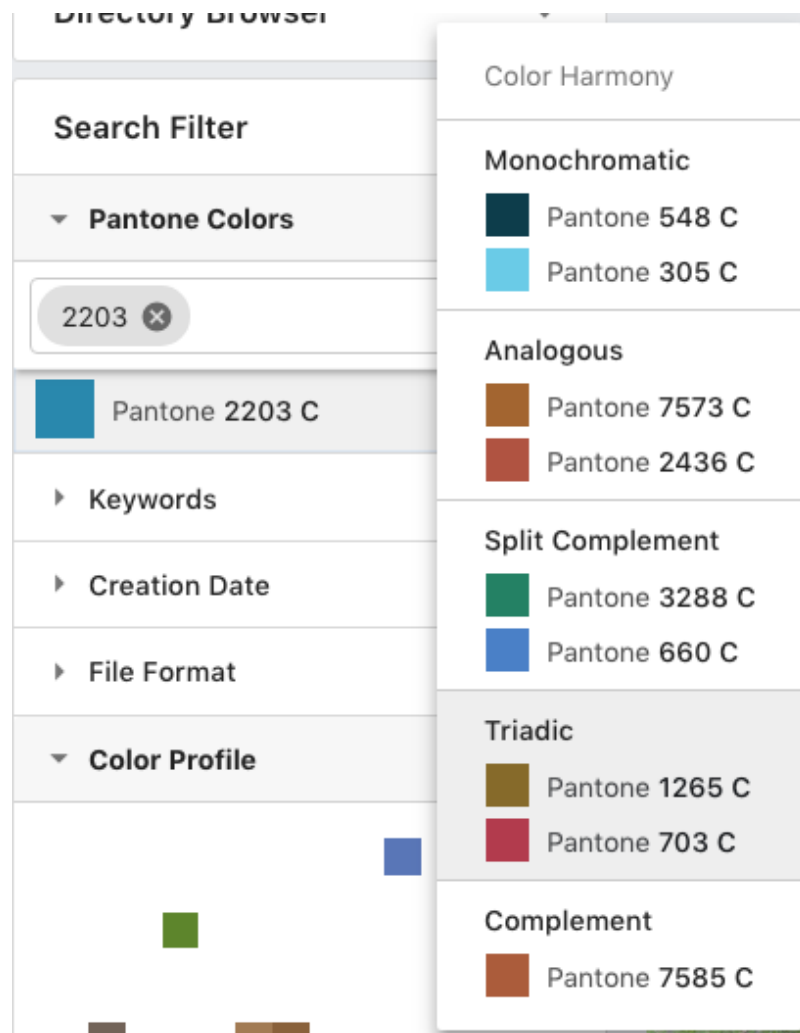 Directory Browser
Search Filter
Pantone Colors
2203
Pantone 2203 C
Keywords
Creation Date
File Format
Color Profile
Color Harmony
Monochromatic
Pantone 548 C
Pantone 305 C
Analogous
Pantone 7573 C
Pantone 2436 C
Split Complement
Pantone 3288 C
Pantone 660 C
Triadic
Pantone 1265 C
Pantone 703 C
Complement
Pantone 7585 C